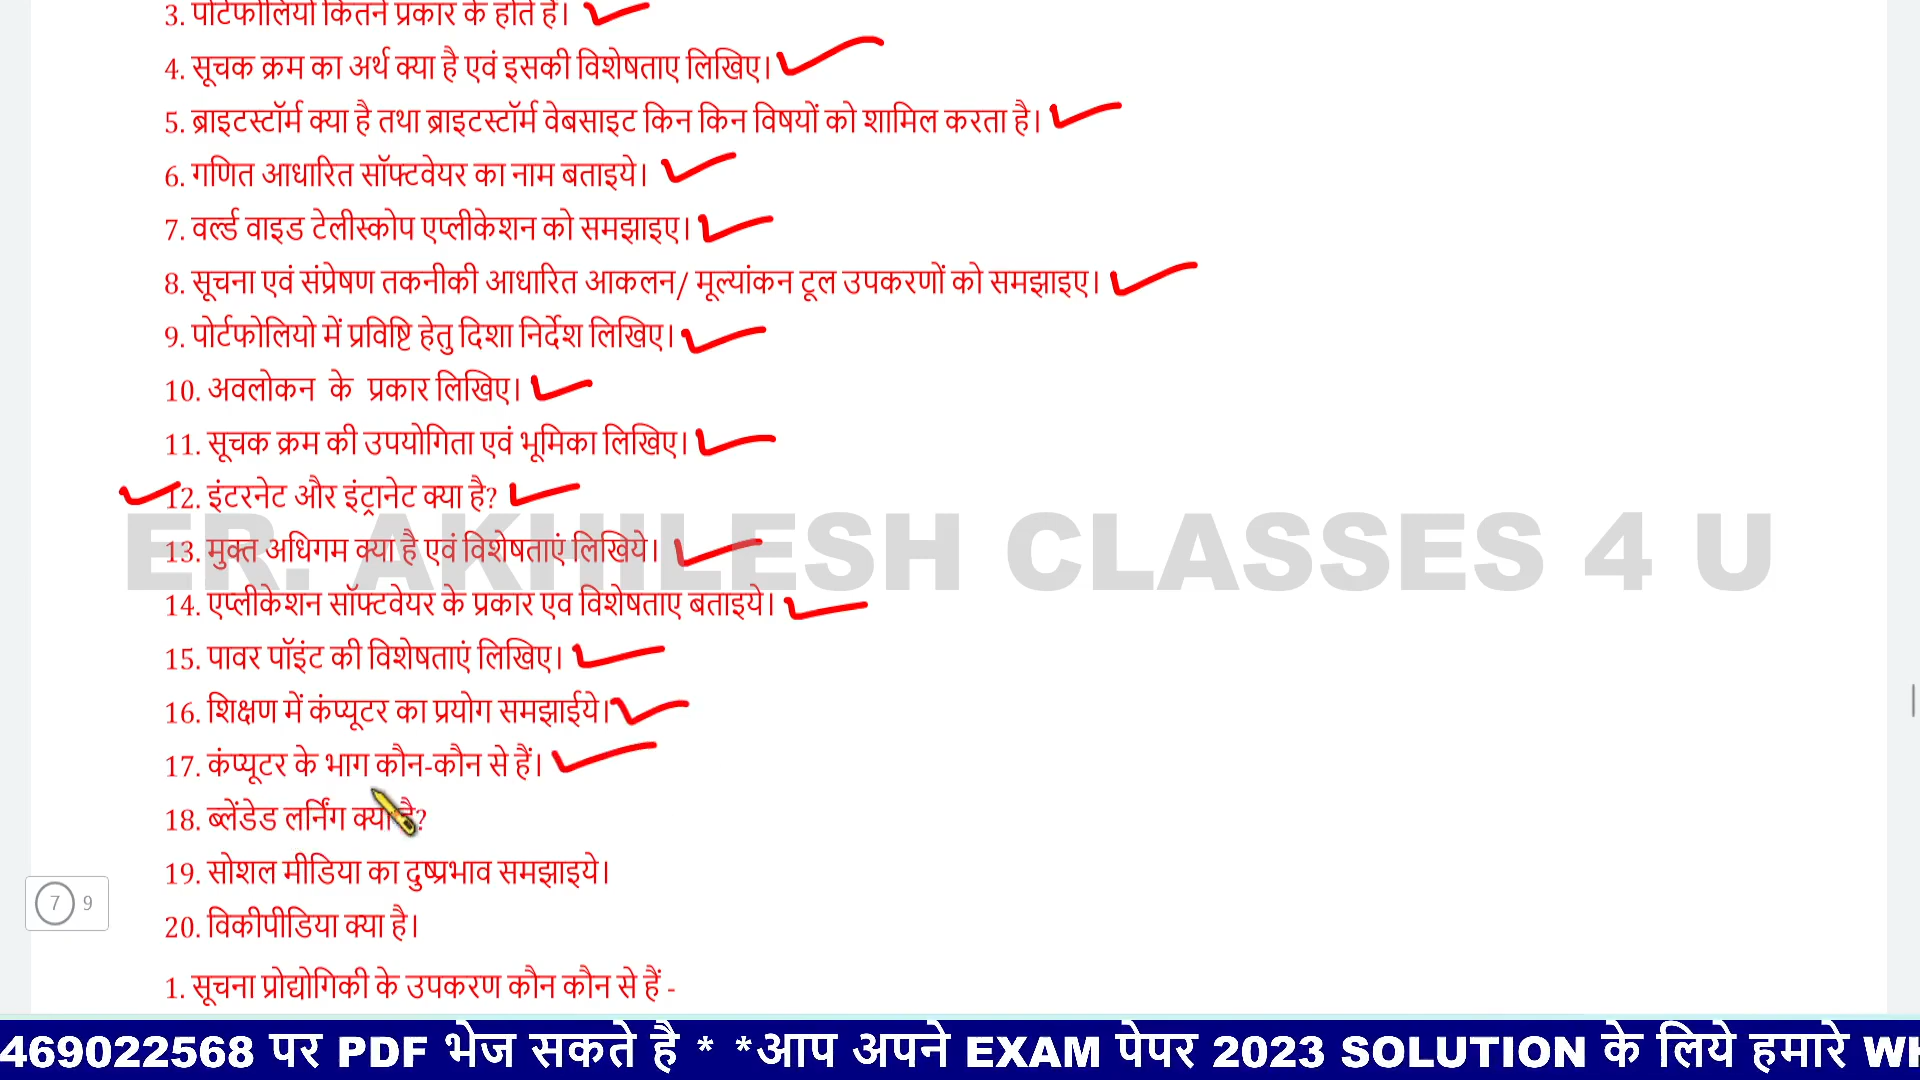 3. पोर्टफोलियो कितने प्रकार के होते हैं।
4. सूचक क्रम का अर्थ क्या है एवं इसकी विशेषताए लिखिए।
5. ब्राइटस्टॉर्म क्या है तथा ब्राइटस्टॉर्म वेबसाइट किन किन विषयों को शामिल करता है।
6. गणित आधारित सॉफ्टवेयर का नाम बताइये।
7. वर्ल्ड वाइड टेलीस्कोप एप्लीकेशन को समझाइए।
8. सूचना एवं संप्रेषण तकनीकी आधारित आकलन/ मूल्यांकन टूल उपकरणों को समझाइए।
9. पोर्टफोलियो में प्रविष्टि हेतु दिशा निर्देश लिखिए।
10. अवलोकन के प्रकार लिखिए।
11. सूचक क्रम की उपयोगिता एवं भूमिका लिखिए।
12. इंटरनेट और इंट्रानेट क्या है?
ER. AKHILESH CLASSES 4 U
13. मुक्त अधिगम क्या है एवं विशेषताएं लिखिये।
14. एप्लीकेशन सॉफ्टवेयर के प्रकार एव विशेषताए बताइये।
15. पावर पॉइंट की विशेषताएं लिखिए।
16. शिक्षण में कंप्यूटर का प्रयोग समझाईये।
17. कंप्यूटर के भाग कौन-कौन से हैं।
18. ब्लेंडेड लर्निंग क्या है?
19. सोशल मीडिया का दुष्प्रभाव समझाइये।
7 9
20. विकीपीडिया क्या है।
1. सूचना प्रोद्योगिकी के उपकरण कौन कौन से हैं -
469022568 पर PDF भेज सकते है * *आप अपने EXAM पेपर 2023 SOLUTION के लिये हमारे WH